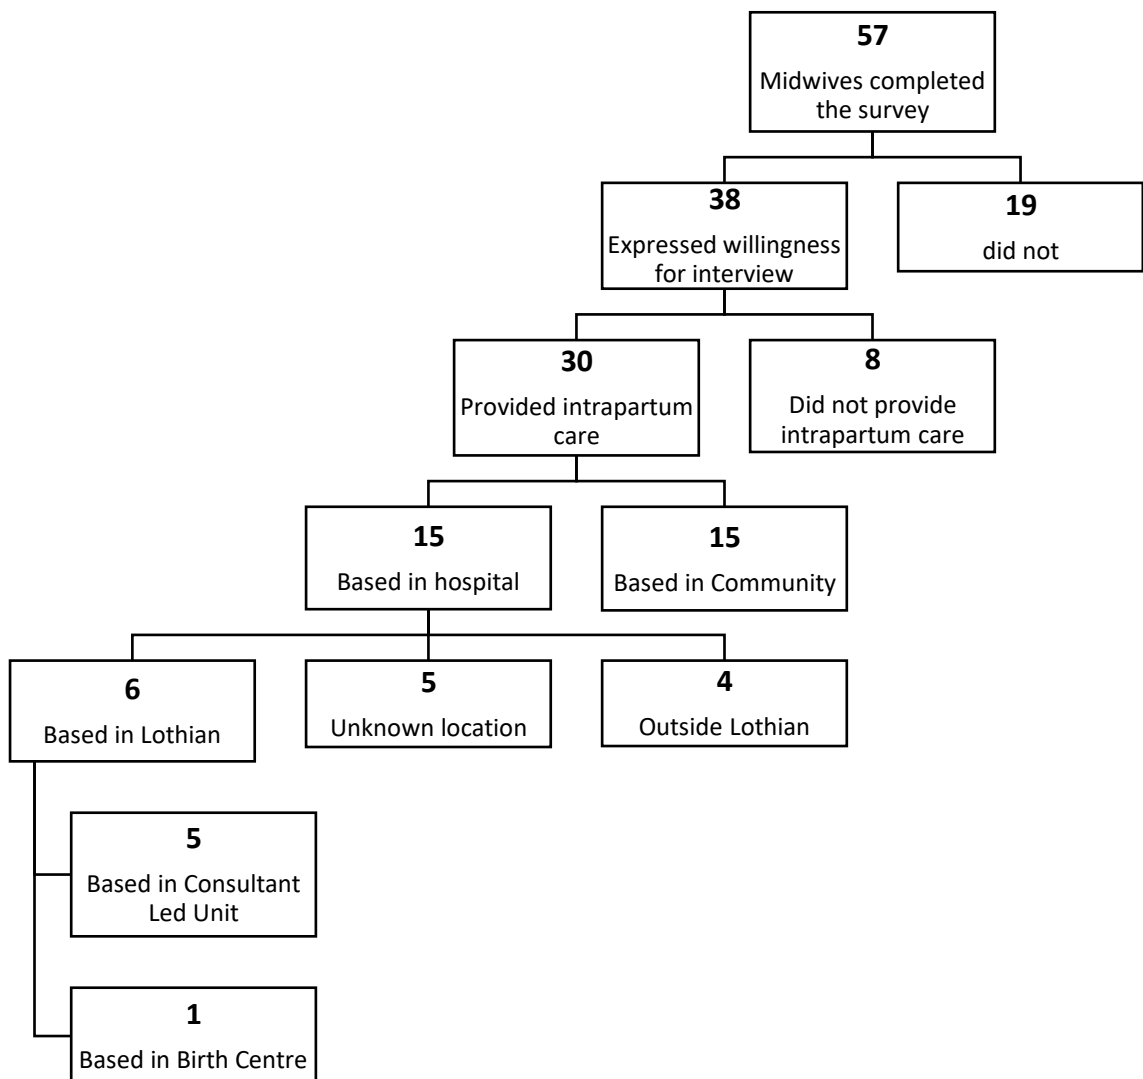 57
Midwives completed
the survey
38
Expressed willingness
for interview
19
did not
30
Provided intrapartum
care
8
Did not provide
intrapartum care
15
Based in hospital
15
Based in Community
6
Based in Lothian
5
Unknown location
4
Outside Lothian
5
Based in Consultant
Led Unit
1
Based in Birth Centre